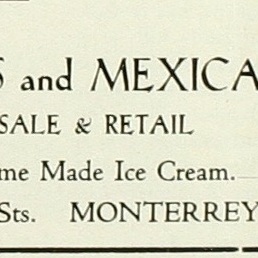 S and MEXICA
SALE & RETAIL
me Made Ice Cream.
Sts. MONTERREY